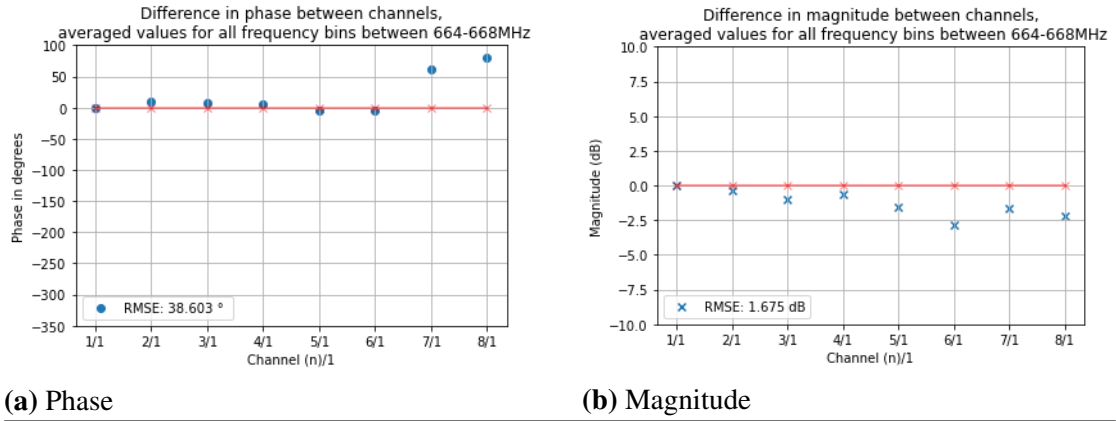 Difference in phase between channels,
averaged values for all frequency bins between 664-668MHz
100
50
0
−50
−100
−150
−200
−250
−300
−350
Phase in degrees
RMSE: 38.603 °
1/1 2/1 3/1 4/1 5/1 6/1 7/1 8/1
Channel (n)/1
(a) Phase
Difference in magnitude between channels,
averaged values for all frequency bins between 664-668MHz
10.0
7.5
5.0
2.5
0.0
−2.5
−5.0
−7.5
−10.0
Magnitude (dB)
RMSE: 1.675 dB
1/1 2/1 3/1 4/1 5/1 6/1 7/1 8/1
Channel (n)/1
(b) Magnitude